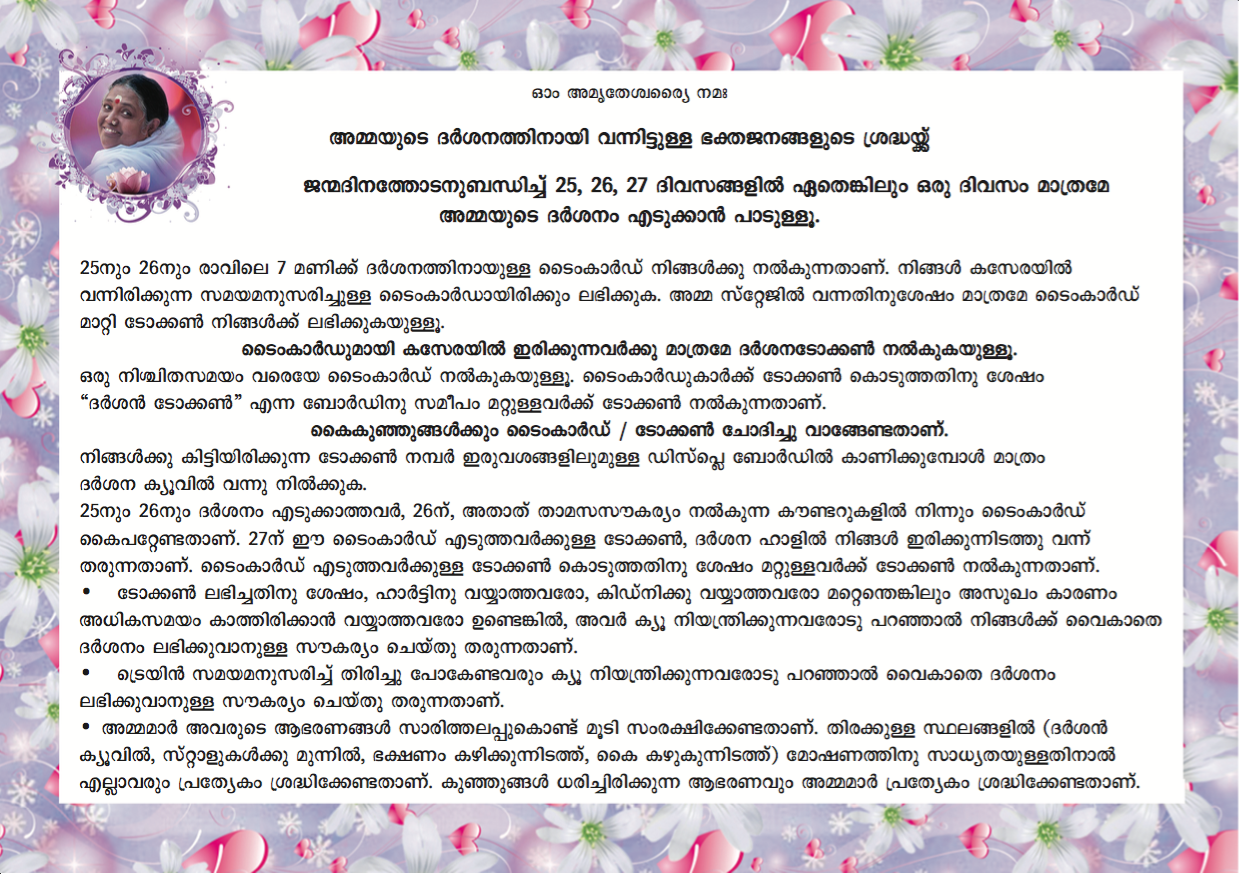 ഓം അമൃതേശ്വര്യൈ നമഃ
അമ്മയുടെ ദർശനത്തിനായി വന്നിട്ടുള്ള ഭക്തജനങ്ങളുടെ ശ്രദ്ധയ്ക്ക്
ജന്മദിനത്തോടനുബന്ധിച്ച് 25, 26, 27 ദിവസങ്ങളിൽ ഏതെങ്കിലും ഒരു ദിവസം മാത്രമേ
അമ്മയുടെ ദർശനം എടുക്കാൻ പാടുള്ളൂ.
25നും 26നും രാവിലെ 7 മണിക്ക് ദർശനത്തിനായുള്ള ടൈംകാർഡ് നിങ്ങൾക്കു നൽകുന്നതാണ്. നിങ്ങൾ കസേരയിൽ
വന്നിരിക്കുന്ന സമയമനുസരിച്ചുള്ള ടൈംകാർഡായിരിക്കും ലഭിക്കുക. അമ്മ സ്റ്റേജിൽ വന്നതിനുശേഷം മാത്രമേ ടൈംകാർഡ്
മാറ്റി ടോക്കൺ നിങ്ങൾക്ക് ലഭിക്കുകയുള്ളൂ.
ടൈംകാർഡുമായി കസേരയിൽ ഇരിക്കുന്നവർക്കു മാത്രമേ ദർശനടോക്കൺ നൽകുകയുള്ളൂ.
ഒരു നിശ്ചിതസമയം വരെയേ ടൈംകാർഡ് നൽകുകയുള്ളൂ. ടൈംകാർഡുകാർക്ക് ടോക്കൺ കൊടുത്തതിനു ശേഷം
“ദർശൻ ടോക്കൺ” എന്ന ബോർഡിനു സമീപം മറ്റുള്ളവർക്ക് ടോക്കൺ നൽകുന്നതാണ്.
കൈകുഞ്ഞുങ്ങൾക്കും ടൈംകാർഡ് / ടോക്കൺ ചോദിച്ചു വാങ്ങേണ്ടതാണ്.
നിങ്ങൾക്കു കിട്ടിയിരിക്കുന്ന ടോക്കൺ നമ്പർ ഇരുവശങ്ങളിലുമുള്ള ഡിസ്പ്ലെ ബോർഡിൽ കാണിക്കുമ്പോൾ മാത്രം
ദർശന ക്യൂവിൽ വന്നു നിൽക്കുക.
25നും 26നും ദർശനം എടുക്കാത്തവർ, 26ന്, അതാത് താമസസൗകര്യം നൽകുന്ന കൗണ്ടറുകളിൽ നിന്നും ടൈംകാർഡ്
കൈപറ്റേണ്ടതാണ്. 27ന് ഈ ടൈംകാർഡ് എടുത്തവർക്കുള്ള ടോക്കൺ, ദർശന ഹാളിൽ നിങ്ങൾ ഇരിക്കുന്നിടത്തു വന്ന്
തരുന്നതാണ്. ടൈംകാർഡ് എടുത്തവർക്കുള്ള ടോക്കൺ കൊടുത്തതിനു ശേഷം മറ്റുള്ളവർക്ക് ടോക്കൺ നൽകുന്നതാണ്.
• ടോക്കൺ ലഭിച്ചതിനു ശേഷം, ഹാർട്ടിനു വയ്യാത്തവരോ, കിഡ്നിക്കു വയ്യാത്തവരോ മറ്റെന്തെങ്കിലും അസുഖം കാരണം
അധികസമയം കാത്തിരിക്കാൻ വയ്യാത്തവരോ ഉണ്ടെങ്കിൽ, അവർ ക്യൂ നിയന്ത്രിക്കുന്നവരോടു പറഞ്ഞാൽ നിങ്ങൾക്ക് വൈകാതെ
ദർശനം ലഭിക്കുവാനുള്ള സൗകര്യം ചെയ്തു തരുന്നതാണ്.
• ട്രെയിൻ സമയമനുസരിച്ച് തിരിച്ചു പോകേണ്ടവരും ക്യൂ നിയന്ത്രിക്കുന്നവരോടു പറഞ്ഞാൽ വൈകാതെ ദർശനം
ലഭിക്കുവാനുള്ള സൗകര്യം ചെയ്തു തരുന്നതാണ്.
• അമ്മമാർ അവരുടെ ആഭരണങ്ങൾ സാരിത്തലപ്പുകൊണ്ട് മൂടി സംരക്ഷിക്കേണ്ടതാണ്. തിരക്കുള്ള സ്ഥലങ്ങളിൽ (ദർശൻ
ക്യൂവിൽ, സ്റ്റാളുകൾക്കു മുന്നിൽ, ഭക്ഷണം കഴിക്കുന്നിടത്ത്, കൈ കഴുകുന്നിടത്ത്) മോഷണത്തിനു സാധ്യതയുള്ളതിനാൽ
എല്ലാവരും പ്രത്യേകം ശ്രദ്ധിക്കേണ്ടതാണ്. കുഞ്ഞുങ്ങൾ ധരിച്ചിരിക്കുന്ന ആഭരണവും അമ്മമാർ പ്രത്യേകം ശ്രദ്ധിക്കേണ്ടതാണ്.